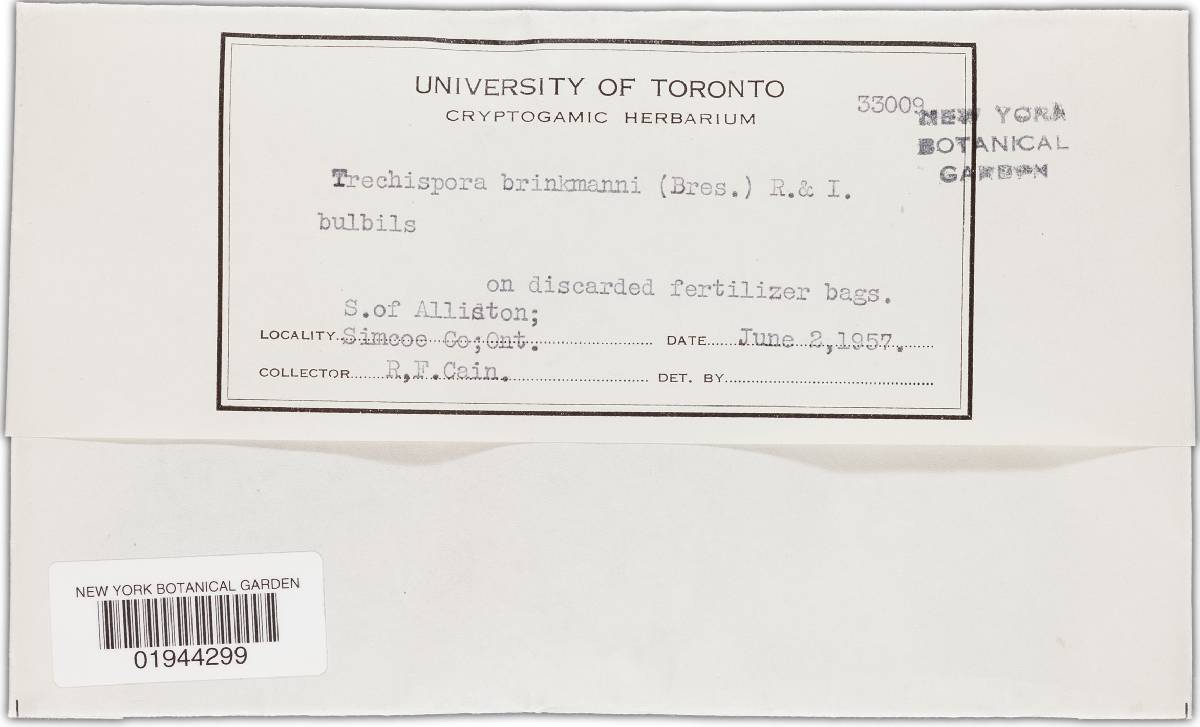 UNIVERSITY OF TORONTO
CRYPTOGAMIC HERBARIUM
33009
NEW YORK
BOTANICAL
GARDEN
Trechispora brinkmanni (Bres.) R.& I.
bulbils
on discarded fertilizer bags.
S.of Alliston;
LOCALITY Simcoe Co;Ont. DATE June 2,1957.
COLLECTOR R,F.Cain. DET. BY
NEW YORK BOTANICAL GARDEN
01944299